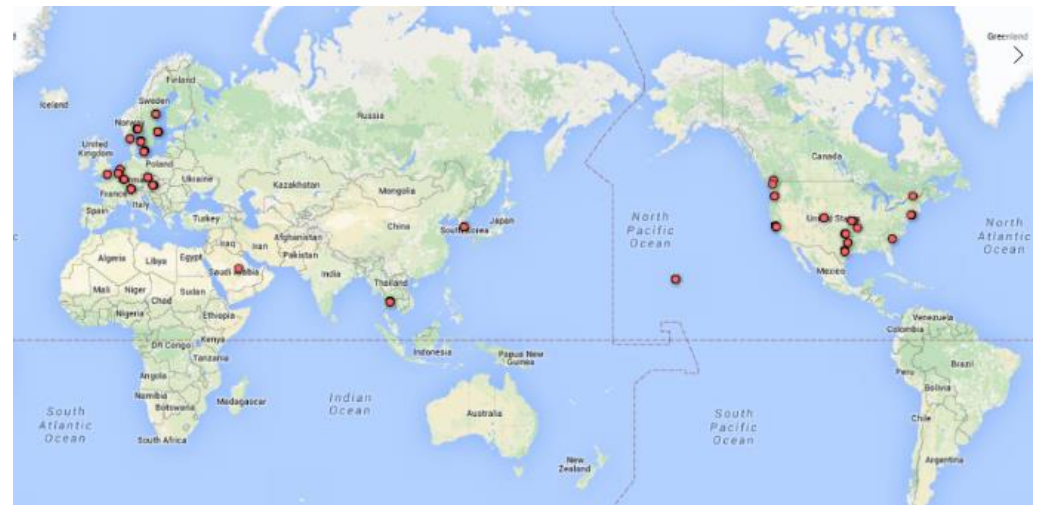 Greenland
Finland
Iceland
Sweden
Russia
Norway
United
Kingdom
Canada
Poland
Ukraine
France
Kazakhstan
Mongolia
Italy
Spain
Turkey
United States
North
Pacific
Ocean
North
Atlantic
Ocean
China
Japan
South Korea
Afghanistan
Iraq
Iran
Pakistan
Algeria
Libya
Egypt
Saudi Arabia
India
Mexico
Mali
Niger
Chad
Sudan
Thailand
Nigeria
Ethiopia
Venezuela
Colombia
DR Congo
Kenya
Tanzania
Indonesia
Papua New
Guinea
Brazil
Peru
Angola
Bolivia
Namibia
Botswana
Madagascar
Indian
Ocean
Australia
South
Atlantic
Ocean
South
Pacific
Ocean
Chile
South Africa
New
Zealand
Argentina